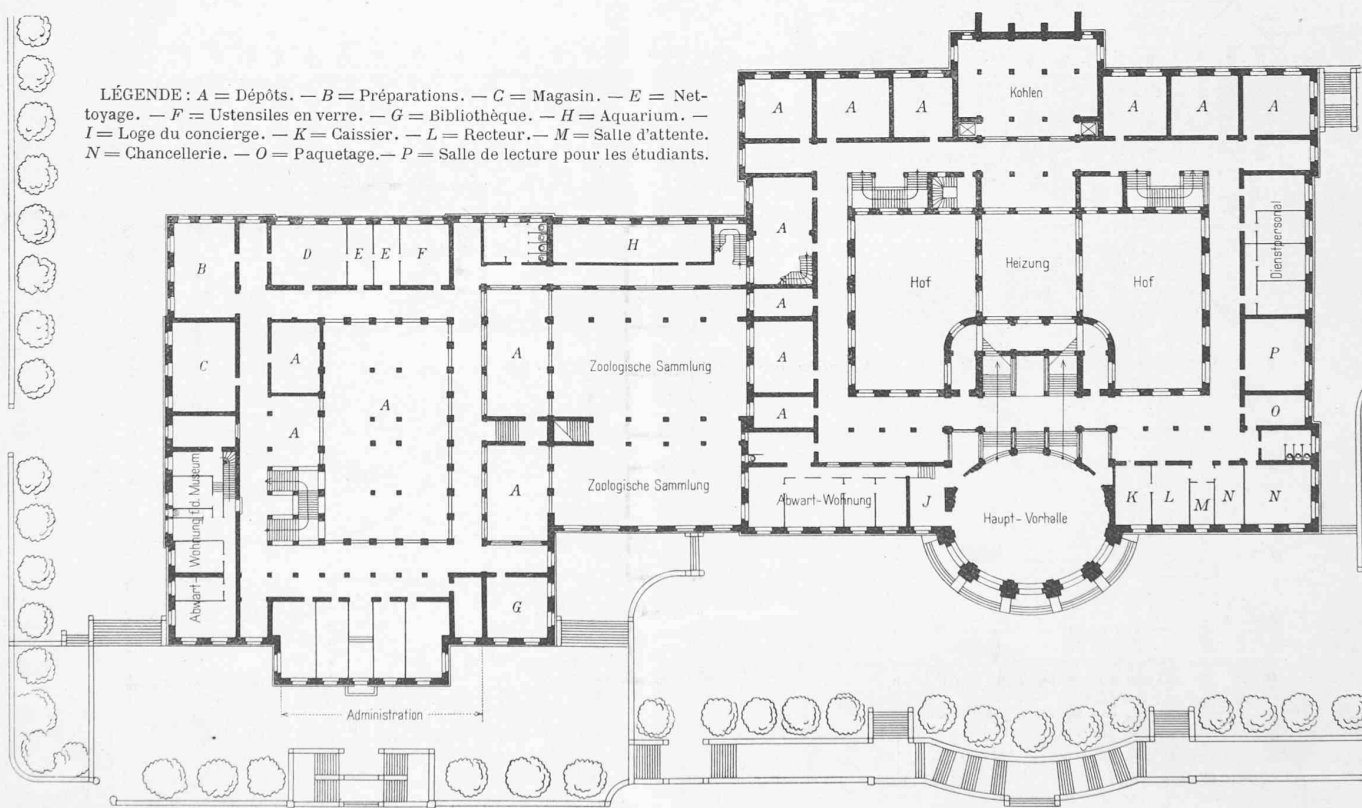 LÉGENDE : A = Dépôts. — B = Préparations. — C = Magasin. — E = Net-
toyage. — F = Ustensiles en verre. — G = Bibliothèque. — H = Aquarium. —
I = Loge du concierge. — K = Caissier. — L = Recteur. — M = Salle d'attente.
N = Chancellerie. — O = Paquetage. — P = Salle de lecture pour les étudiants.
Kohlen
A
A
A
A
A
A
A
Dienstpersonal
B
D
E
E
F
H
Hof
Heizung
Hof
A
C
A
A
A
Zoologische Sammlung
A
P
A
A
O
Abwart-Wohnung f. d. Museum
A
Zoologische Sammlung
Abwart-Wohnung
J
Haupt-Vorhalle
K
L
M
N
N
G
Administration